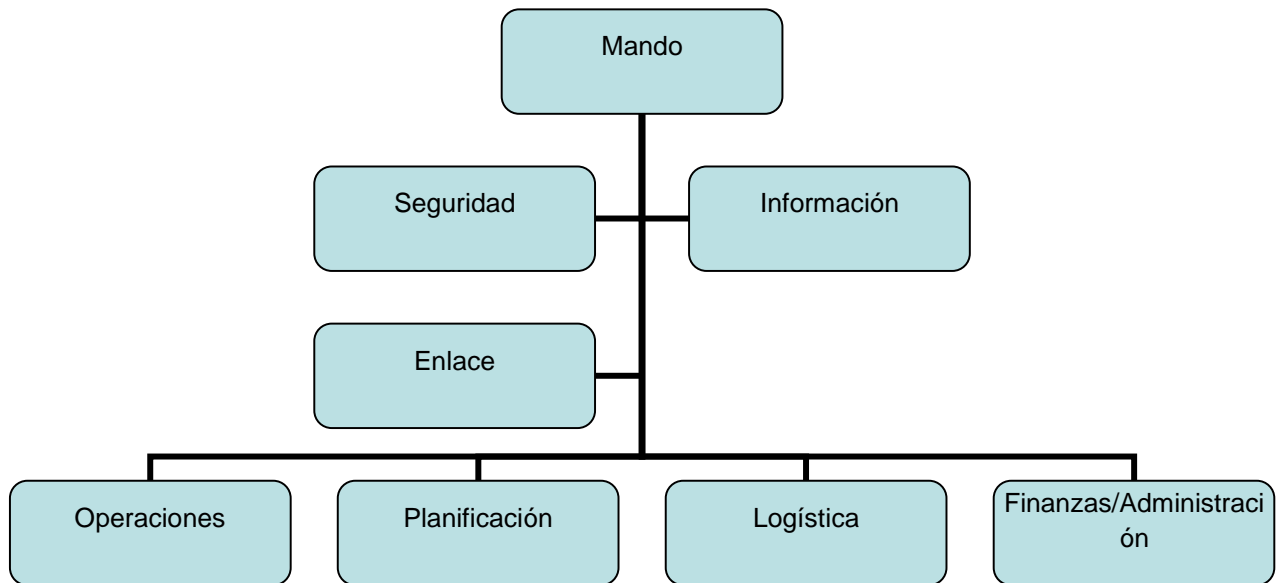 Mando
Seguridad
Información
Enlace
Operaciones
Planificación
Logística
Finanzas/Administraci
ón